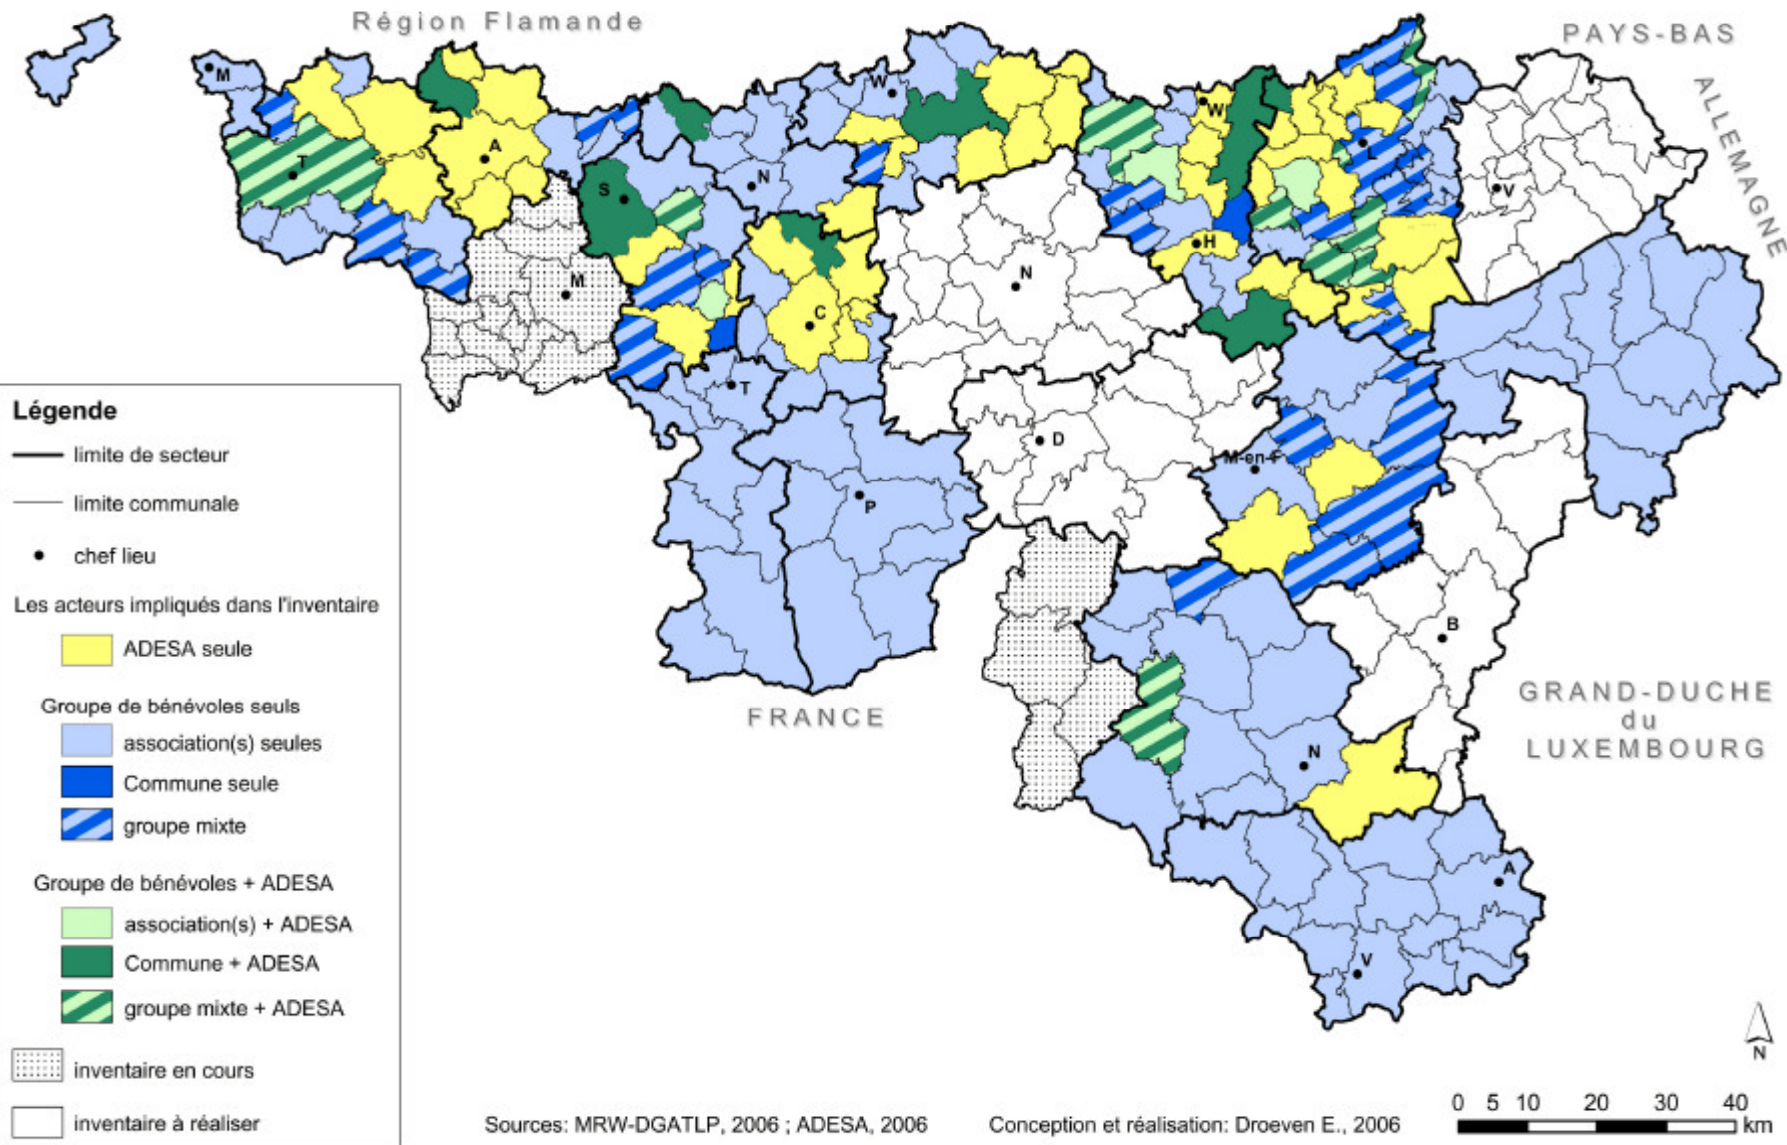 Région Flamande
PAYS-BAS
ALLEMAGNE
M
W
W
A
L
T
S
N
V
H
M
N
C
T
D
M-en-F
P
B
FRANCE
GRAND-DUCHE
du
LUXEMBOURG
N
A
V
Légende
limite de secteur
limite communale
chef lieu
Les acteurs impliqués dans l'inventaire
ADESA seule
Groupe de bénévoles seuls
association(s) seules
Commune seule
groupe mixte
Groupe de bénévoles + ADESA
association(s) + ADESA
Commune + ADESA
groupe mixte + ADESA
inventaire en cours
inventaire à réaliser
Sources: MRW-DGATLP, 2006 ; ADESA, 2006
Conception et réalisation: Droeven E., 2006
N
0 5 10 20 30 40
km